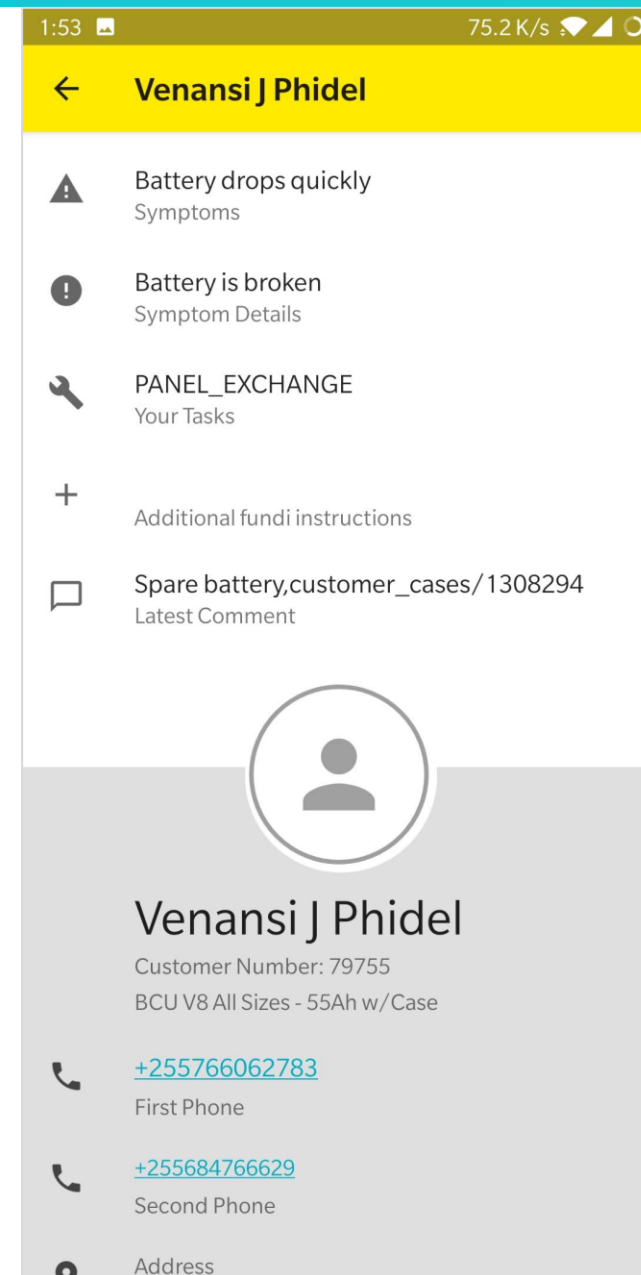 1:53 75.2 K/s
Venansi J Phidel
Battery drops quickly
Symptoms
Battery is broken
Symptom Details
PANEL_EXCHANGE
Your Tasks
Additional fundi instructions
Spare battery,customer_cases/1308294
Latest Comment
Venansi J Phidel
Customer Number: 79755
BCU V8 All Sizes - 55Ah w/Case
+255766062783
First Phone
+255684766629
Second Phone
Address